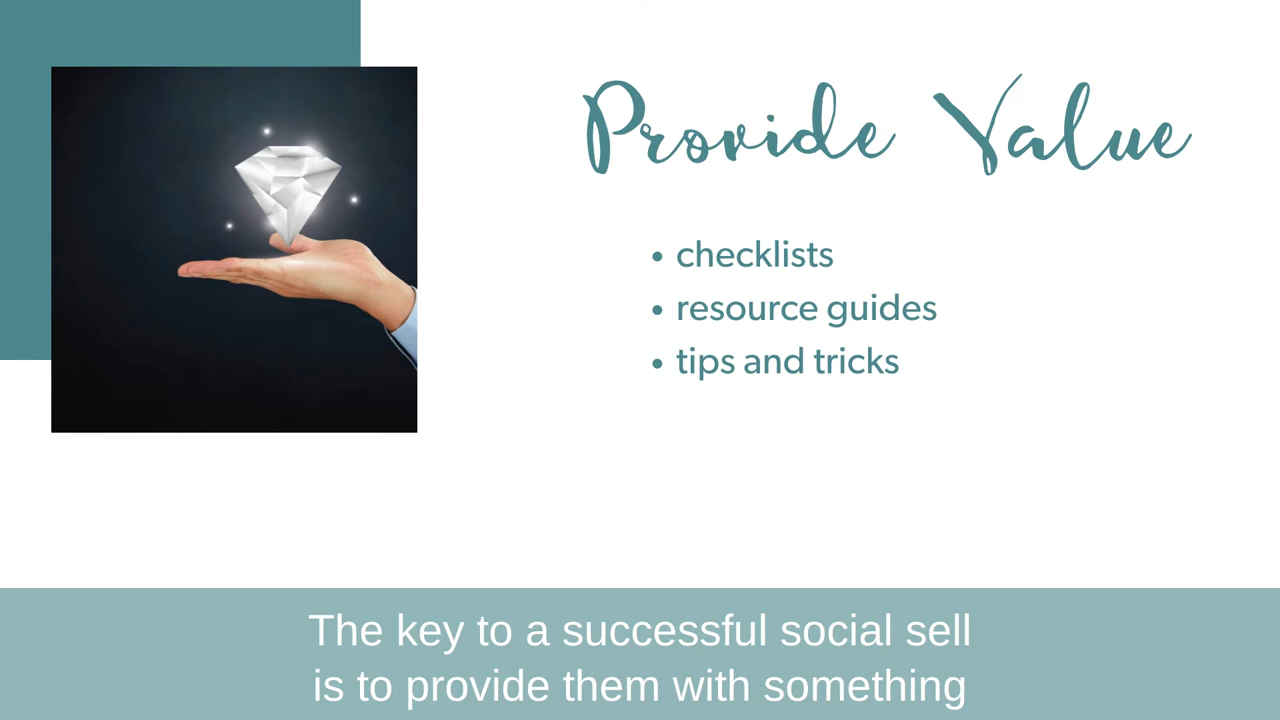 Provide Value
• checklists
• resource guides
• tips and tricks
The key to a successful social sell
is to provide them with something